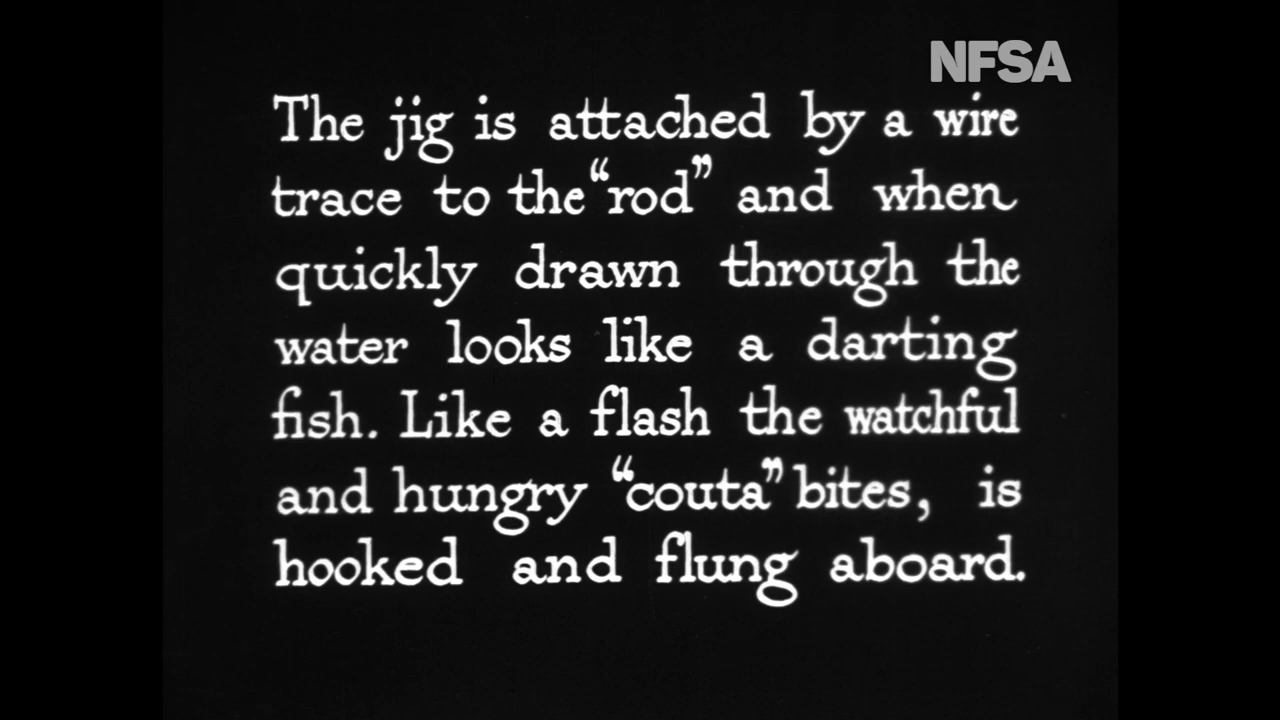 NFSA
The jig is attached by a wire
trace to the “rod” and when
quickly drawn through the
water looks like a darting
fish. Like a flash the watchful
and hungry “couta” bites, is
hooked and flung aboard.